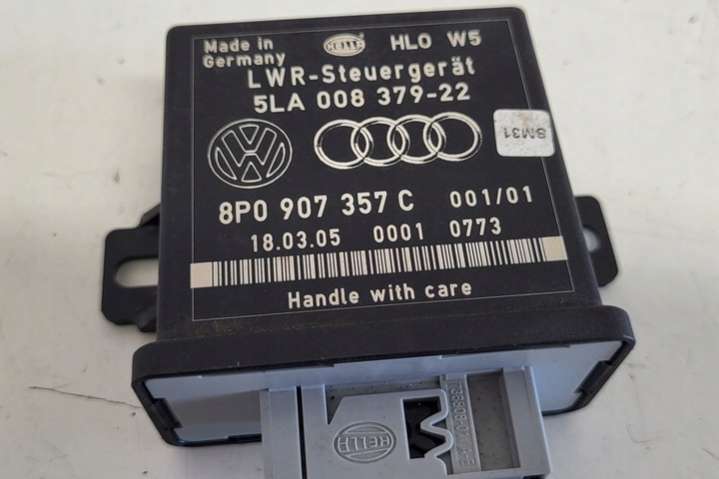 Made in HELLA HLO W5
Germany
LWR-Steuergerät
5LA 008 379-22
BM31
8P0 907 357 C 001/01
18.03.05 0001 0773
Handle with care
HELLA